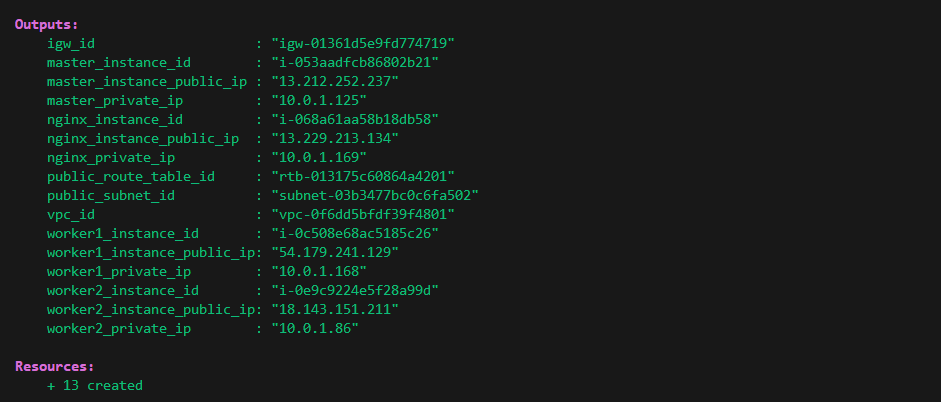 Outputs:
igw_id : "igw-01361d5e9fd774719"
master_instance_id : "i-053aadfcb86802b21"
master_instance_public_ip : "13.212.252.237"
master_private_ip : "10.0.1.125"
nginx_instance_id : "i-068a61aa58b18db58"
nginx_instance_public_ip : "13.229.213.134"
nginx_private_ip : "10.0.1.169"
public_route_table_id : "rtb-013175c60864a4201"
public_subnet_id : "subnet-03b3477bc0c6fa502"
vpc_id : "vpc-0f6dd5bfdf39f4801"
worker1_instance_id : "i-0c508e68ac5185c26"
worker1_instance_public_ip: "54.179.241.129"
worker1_private_ip : "10.0.1.168"
worker2_instance_id : "i-0e9c9224e5f28a99d"
worker2_instance_public_ip: "18.143.151.211"
worker2_private_ip : "10.0.1.86"
Resources:
+ 13 created